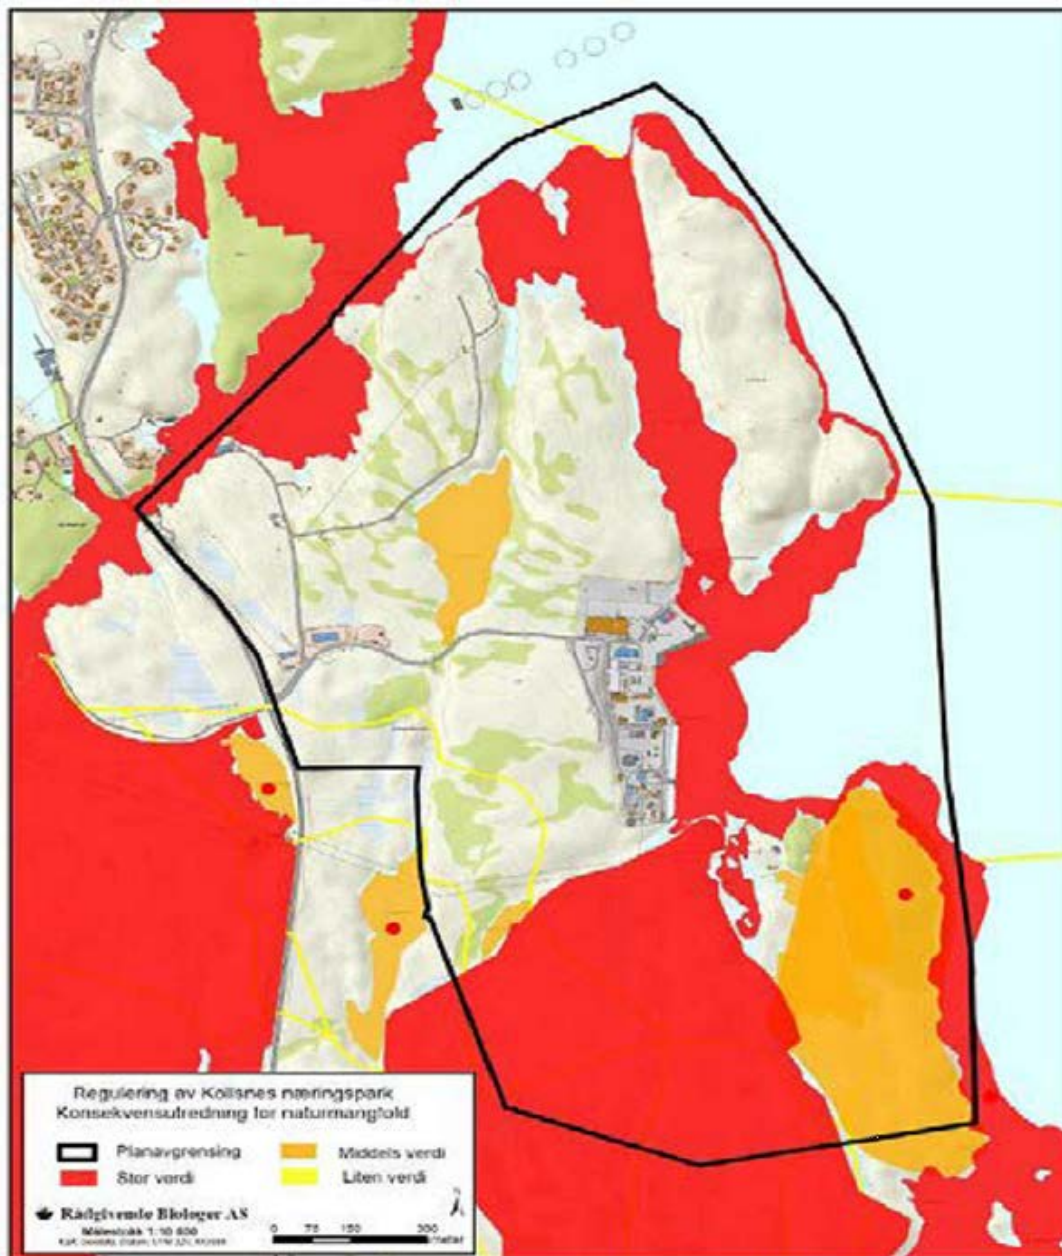 Regulering av Kollsnes næringspark
Konsekvensutredning for naturmangfold
Planavgrensing
Middels verdi
Stor verdi
Liten verdi
Rådgivende Biologer AS
0 75 150 300
meter